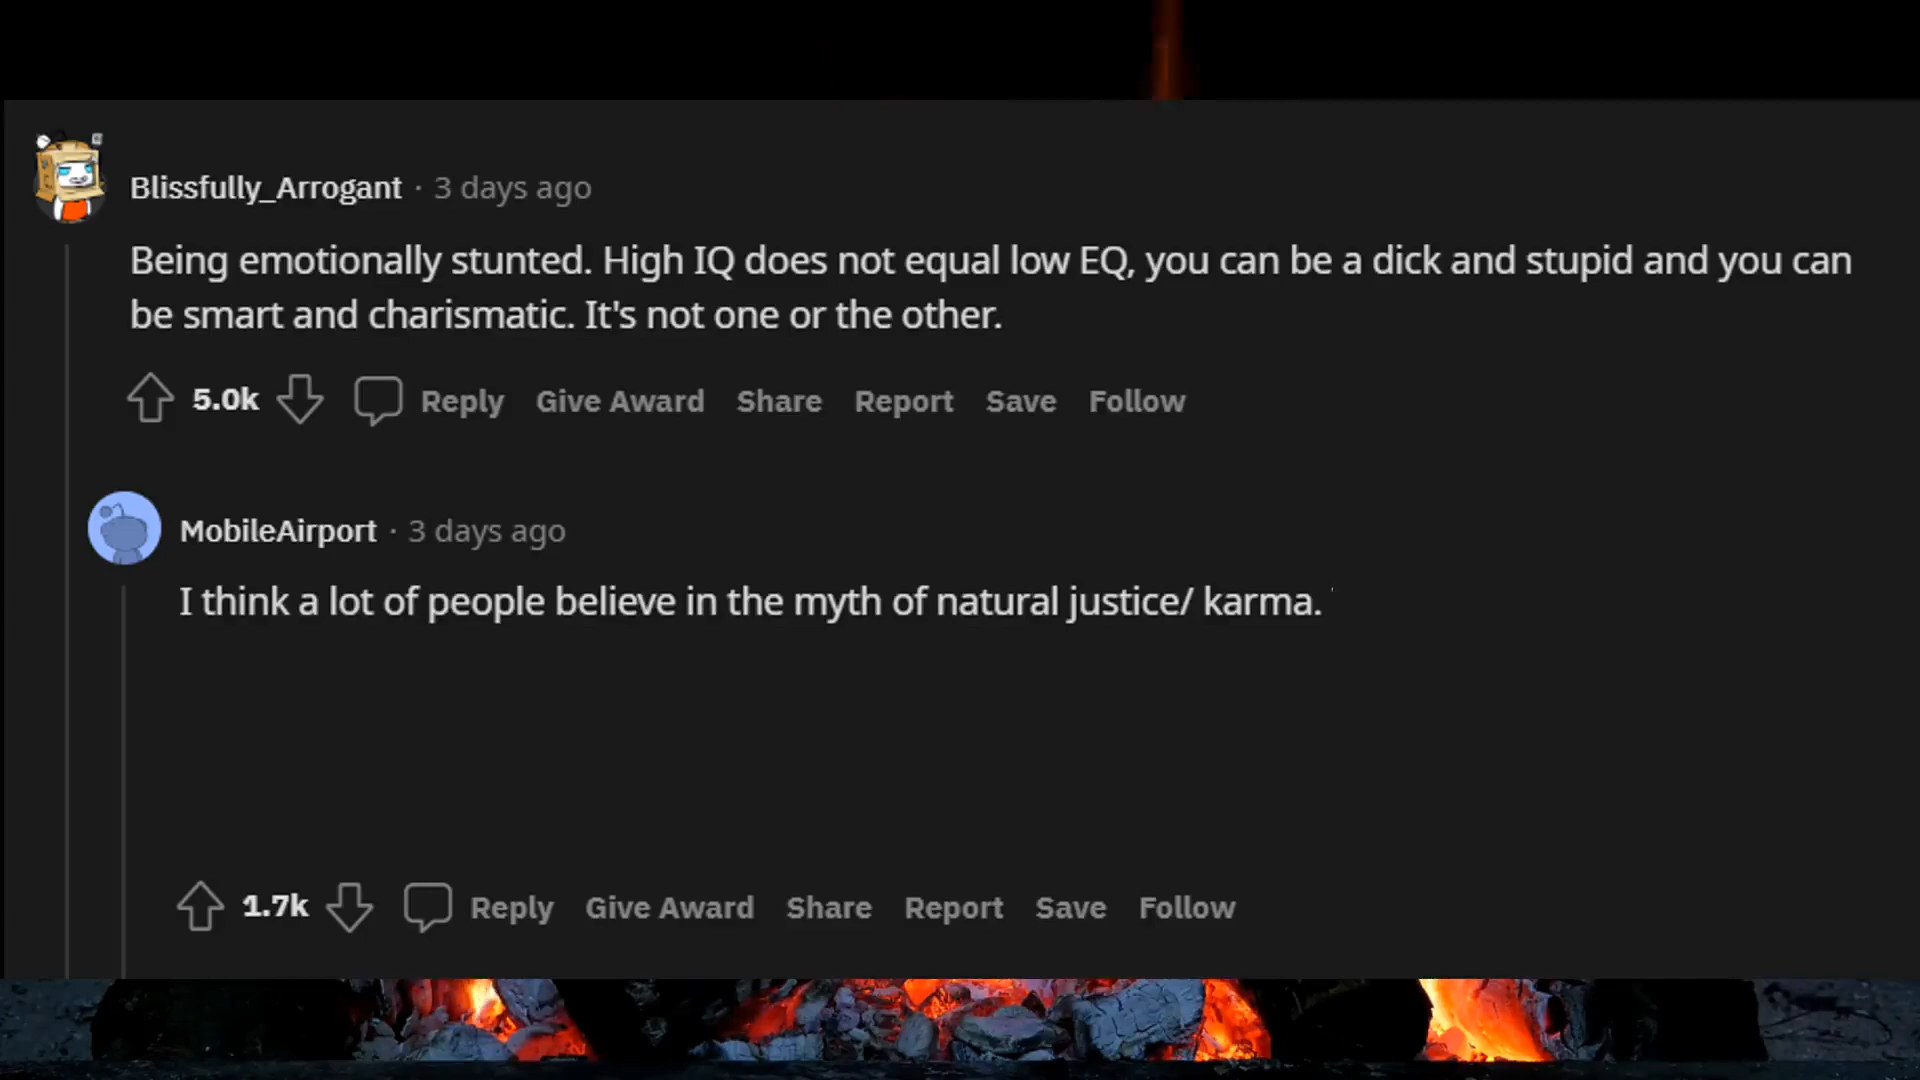 Blissfully_Arrogant · 3 days ago
Being emotionally stunted. High IQ does not equal low EQ, you can be a dick and stupid and you can
be smart and charismatic. It's not one or the other.
5.0k Reply Give Award Share Report Save Follow
MobileAirport · 3 days ago
I think a lot of people believe in the myth of natural justice/ karma.
1.7k Reply Give Award Share Report Save Follow